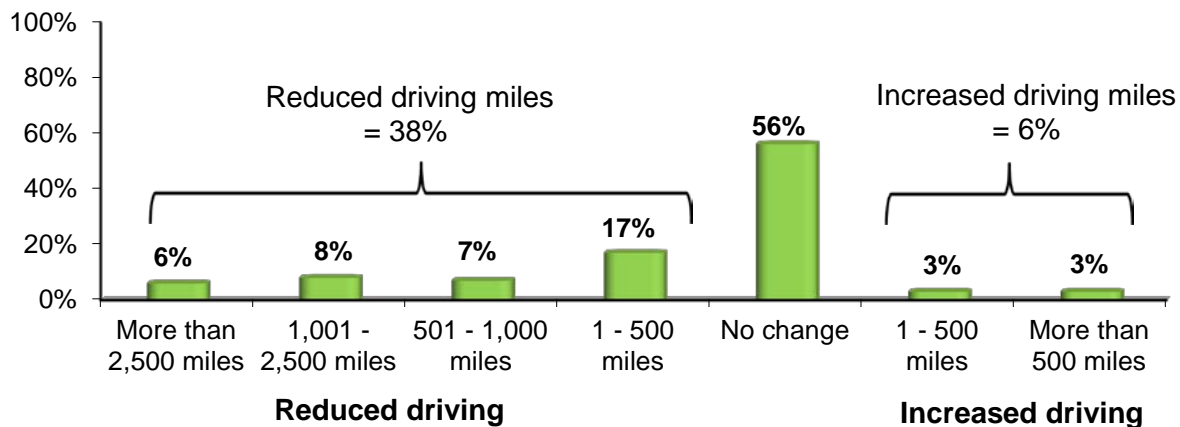 100%
80%
60%
40%
20%
0%
Reduced driving miles
= 38%
Increased driving miles
= 6%
6%
8%
7%
17%
56%
3%
3%
More than
2,500 miles
1,001 -
2,500 miles
501 - 1,000
miles
1 - 500
miles
No change
1 - 500
miles
More than
500 miles
Reduced driving
Increased driving